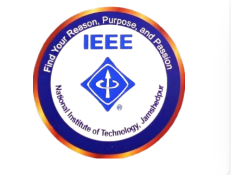 Find Your Reason, Purpose, and Passion
IEEE
®
National Institute of Technology, Jamshedpur